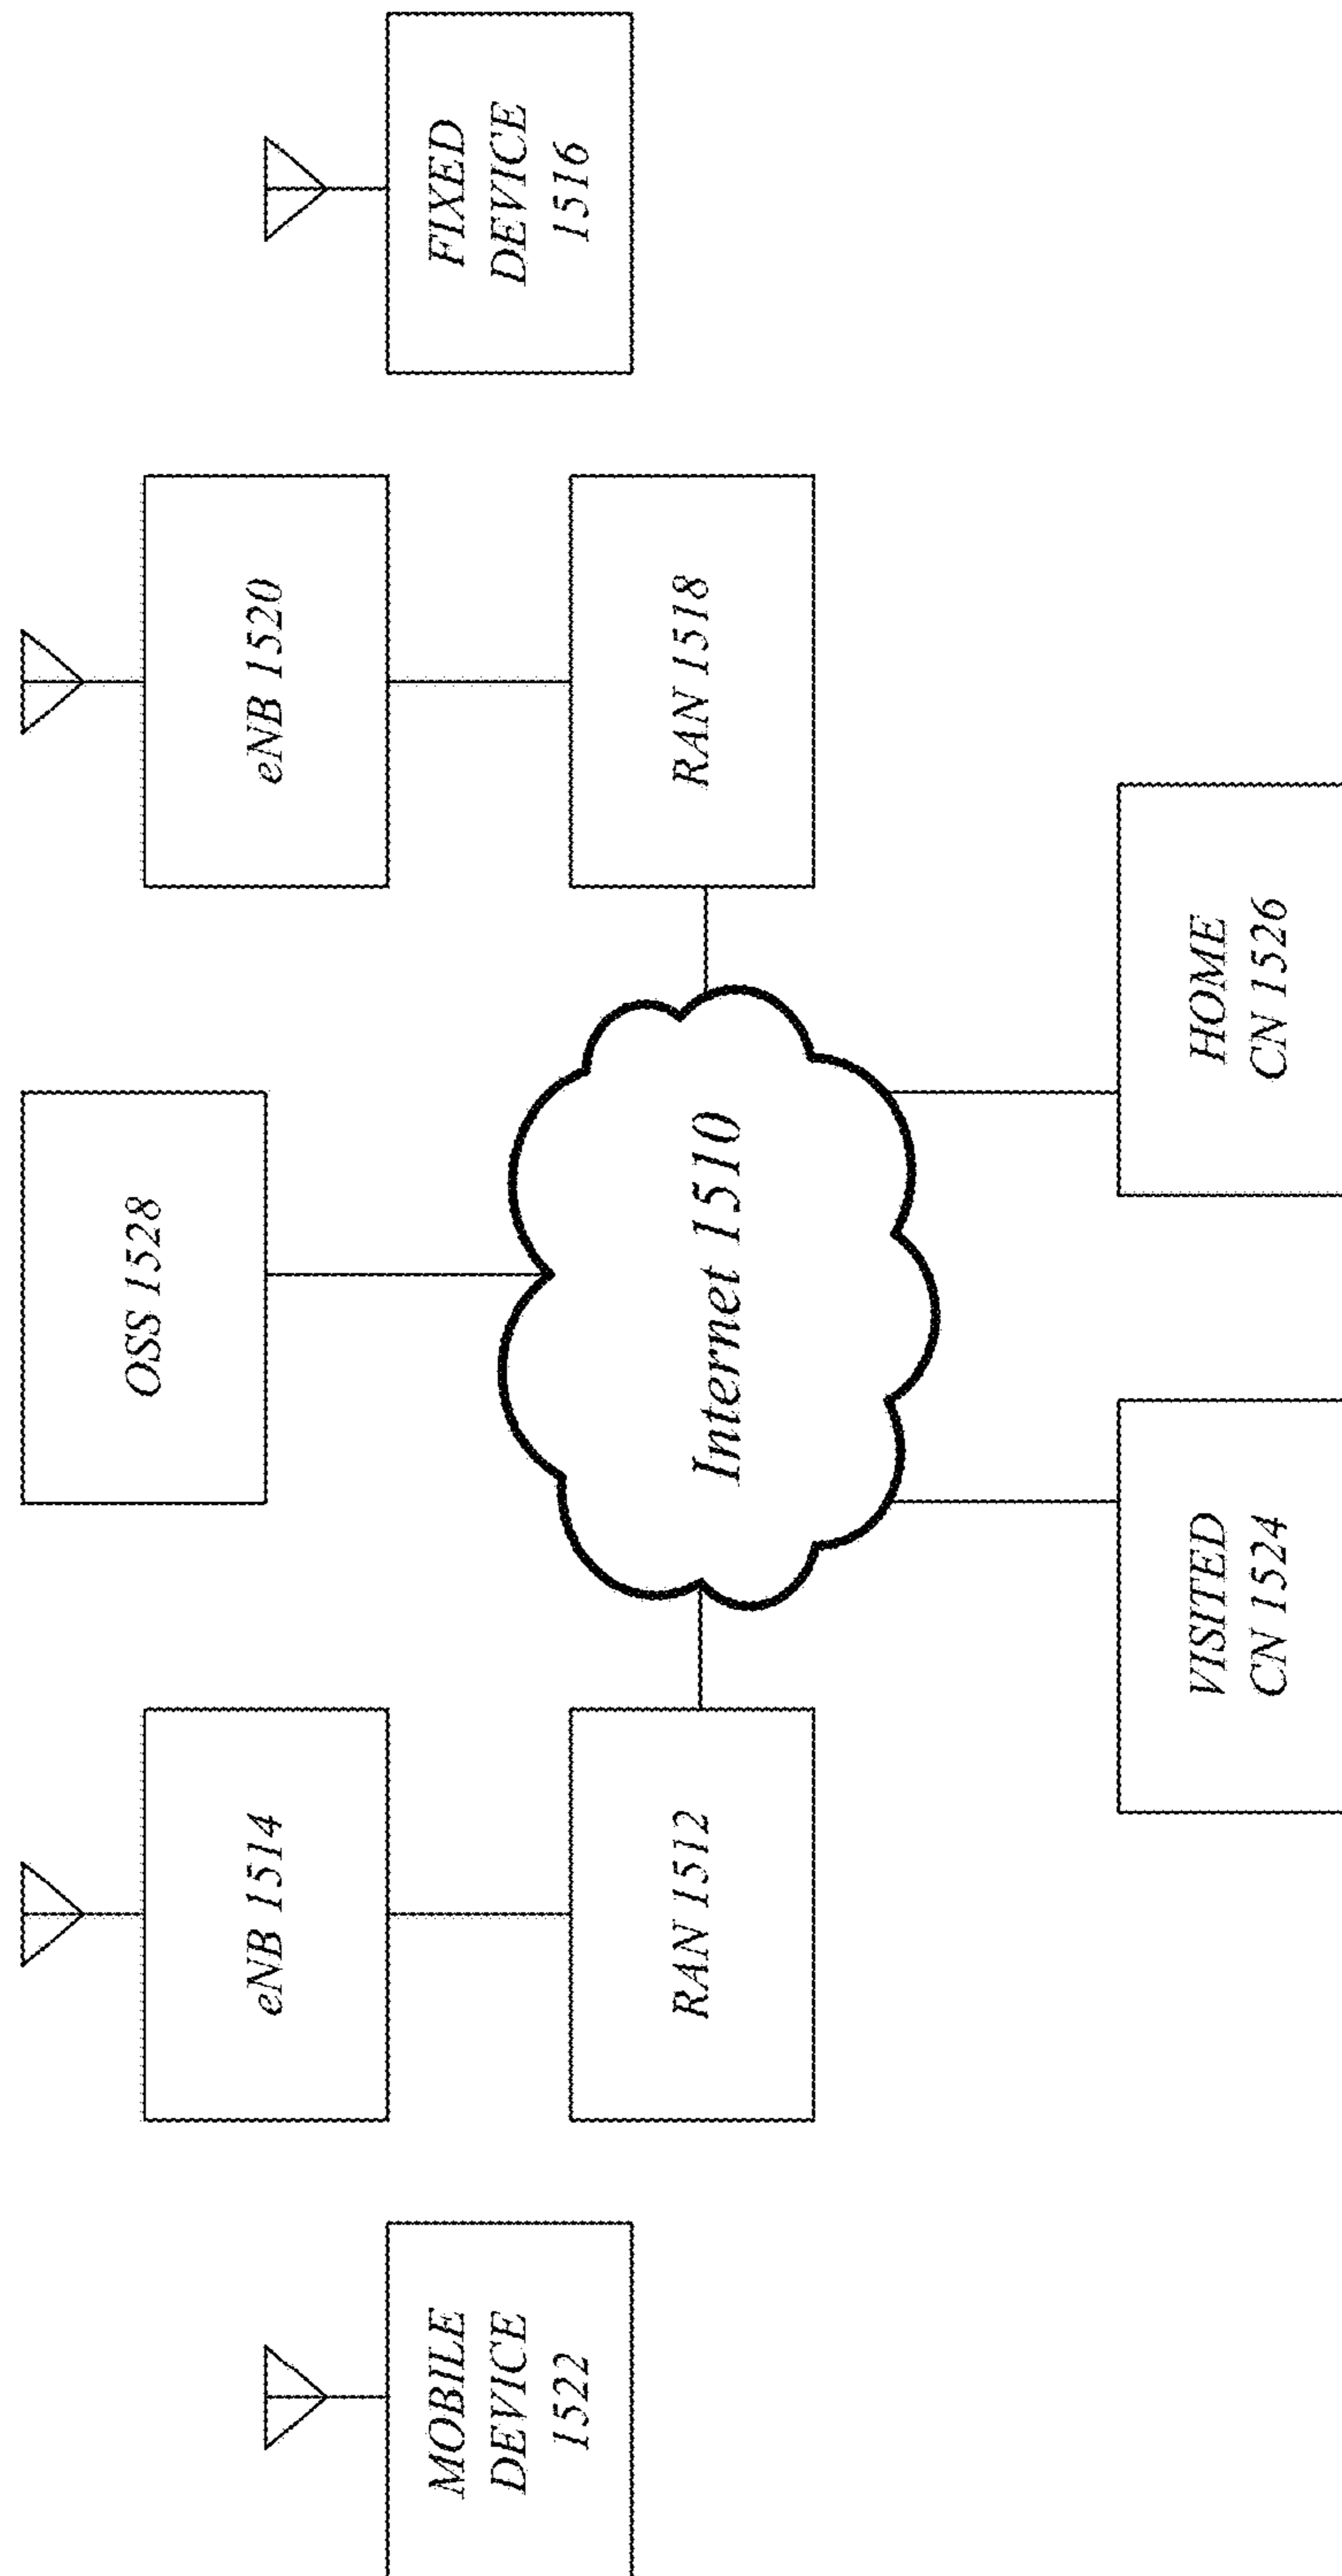 OSS 1528
eNB 1514
eNB 1520
MOBILE
DEVICE
1522
FIXED
DEVICE
1516
RAN 1512
Internet 1510
RAN 1518
VISITED
CN 1524
HOME
CN 1526